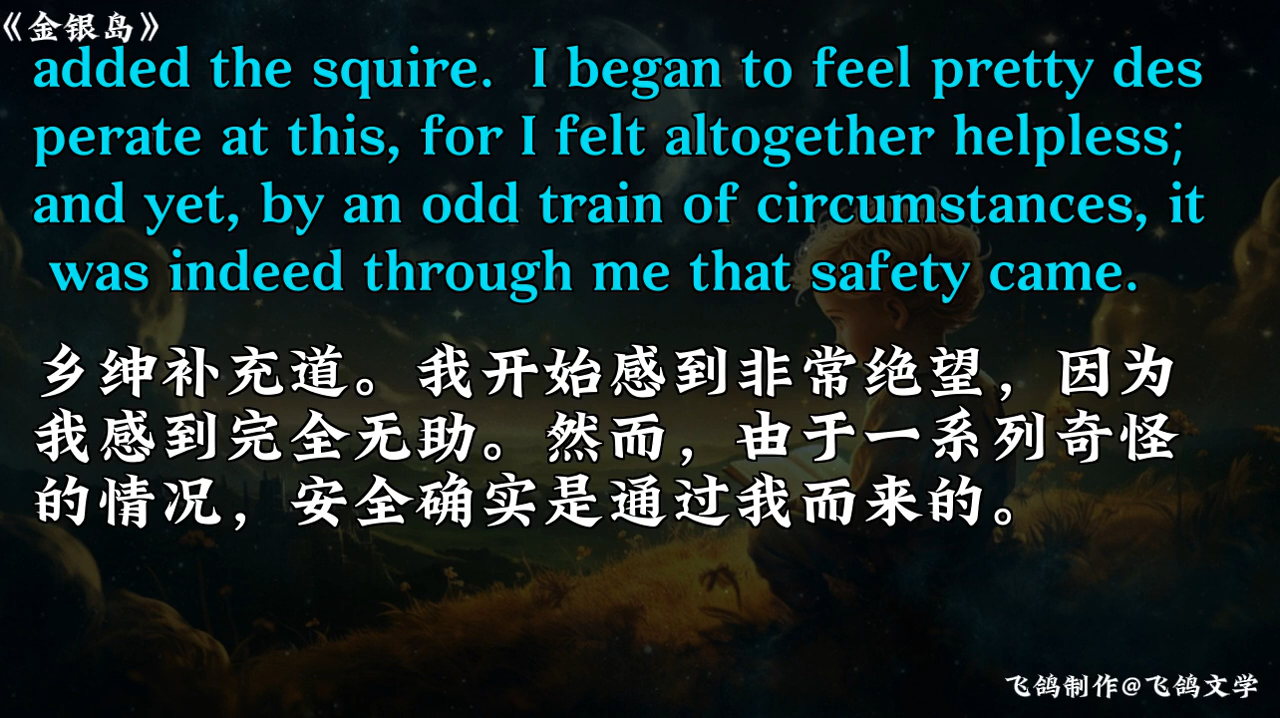 《金银岛》
added the squire.  I began to feel pretty des
perate at this, for I felt altogether helpless;
and yet, by an odd train of circumstances, it
was indeed through me that safety came.
乡绅补充道。我开始感到非常绝望，因为
我感到完全无助。然而，由于一系列奇怪
的情况，安全确实是通过我而来的。
飞鸽制作@飞鸽文学